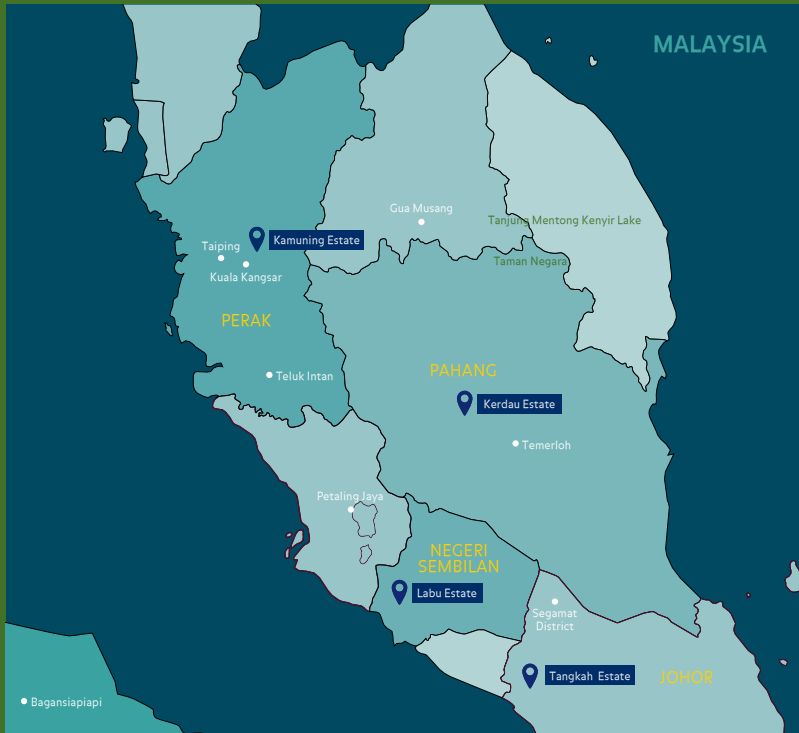 MALAYSIA
Gua Musang
Tanjung Mentong Kenyir Lake
Kamuning Estate
Taiping
Taman Negara
Kuala Kangsar
PERAK
PAHANG
Teluk Intan
Kerdau Estate
Temerloh
Petaling Jaya
NEGERI
SEMBILAN
Labu Estate
Segamat
District
Tangkah Estate
JOHOR
Bagansiapiapi